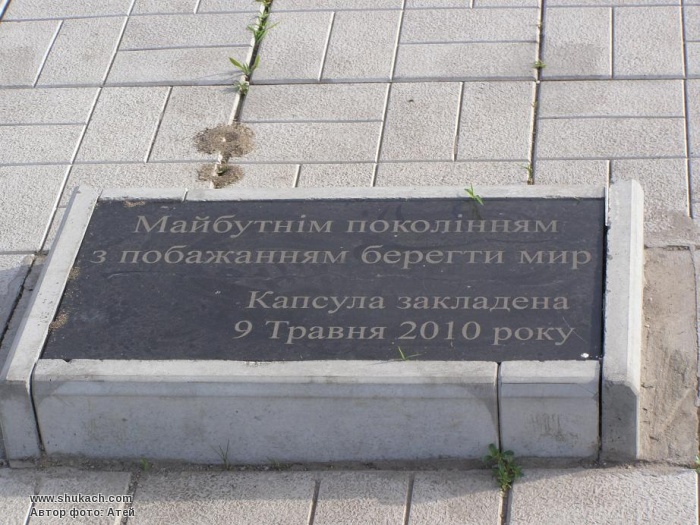 Майбутнім поколінням
з побажанням берегти мир
Капсула закладена
9 Травня 2010 року
www.shukach.com
Автор фото: Атей